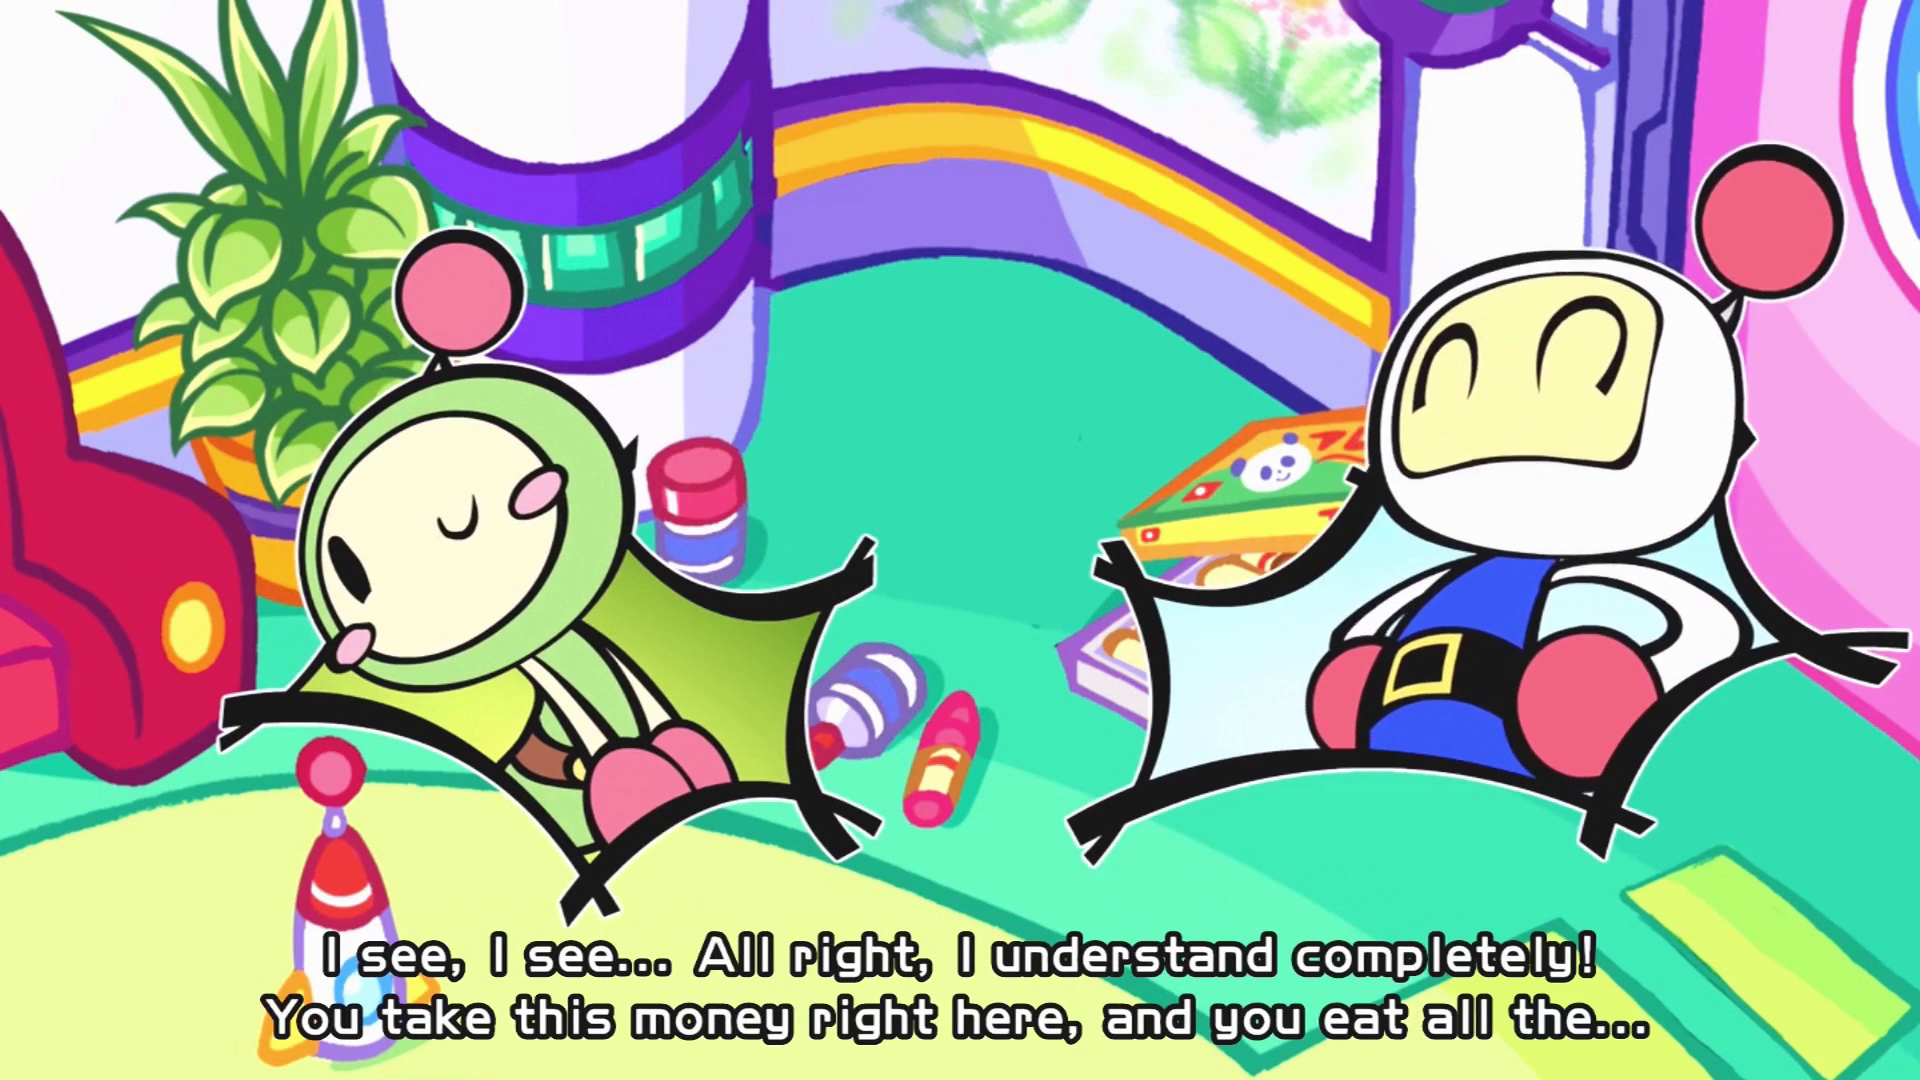 I see, I see... All right, I understand completely!
You take this money right here, and you eat all the...